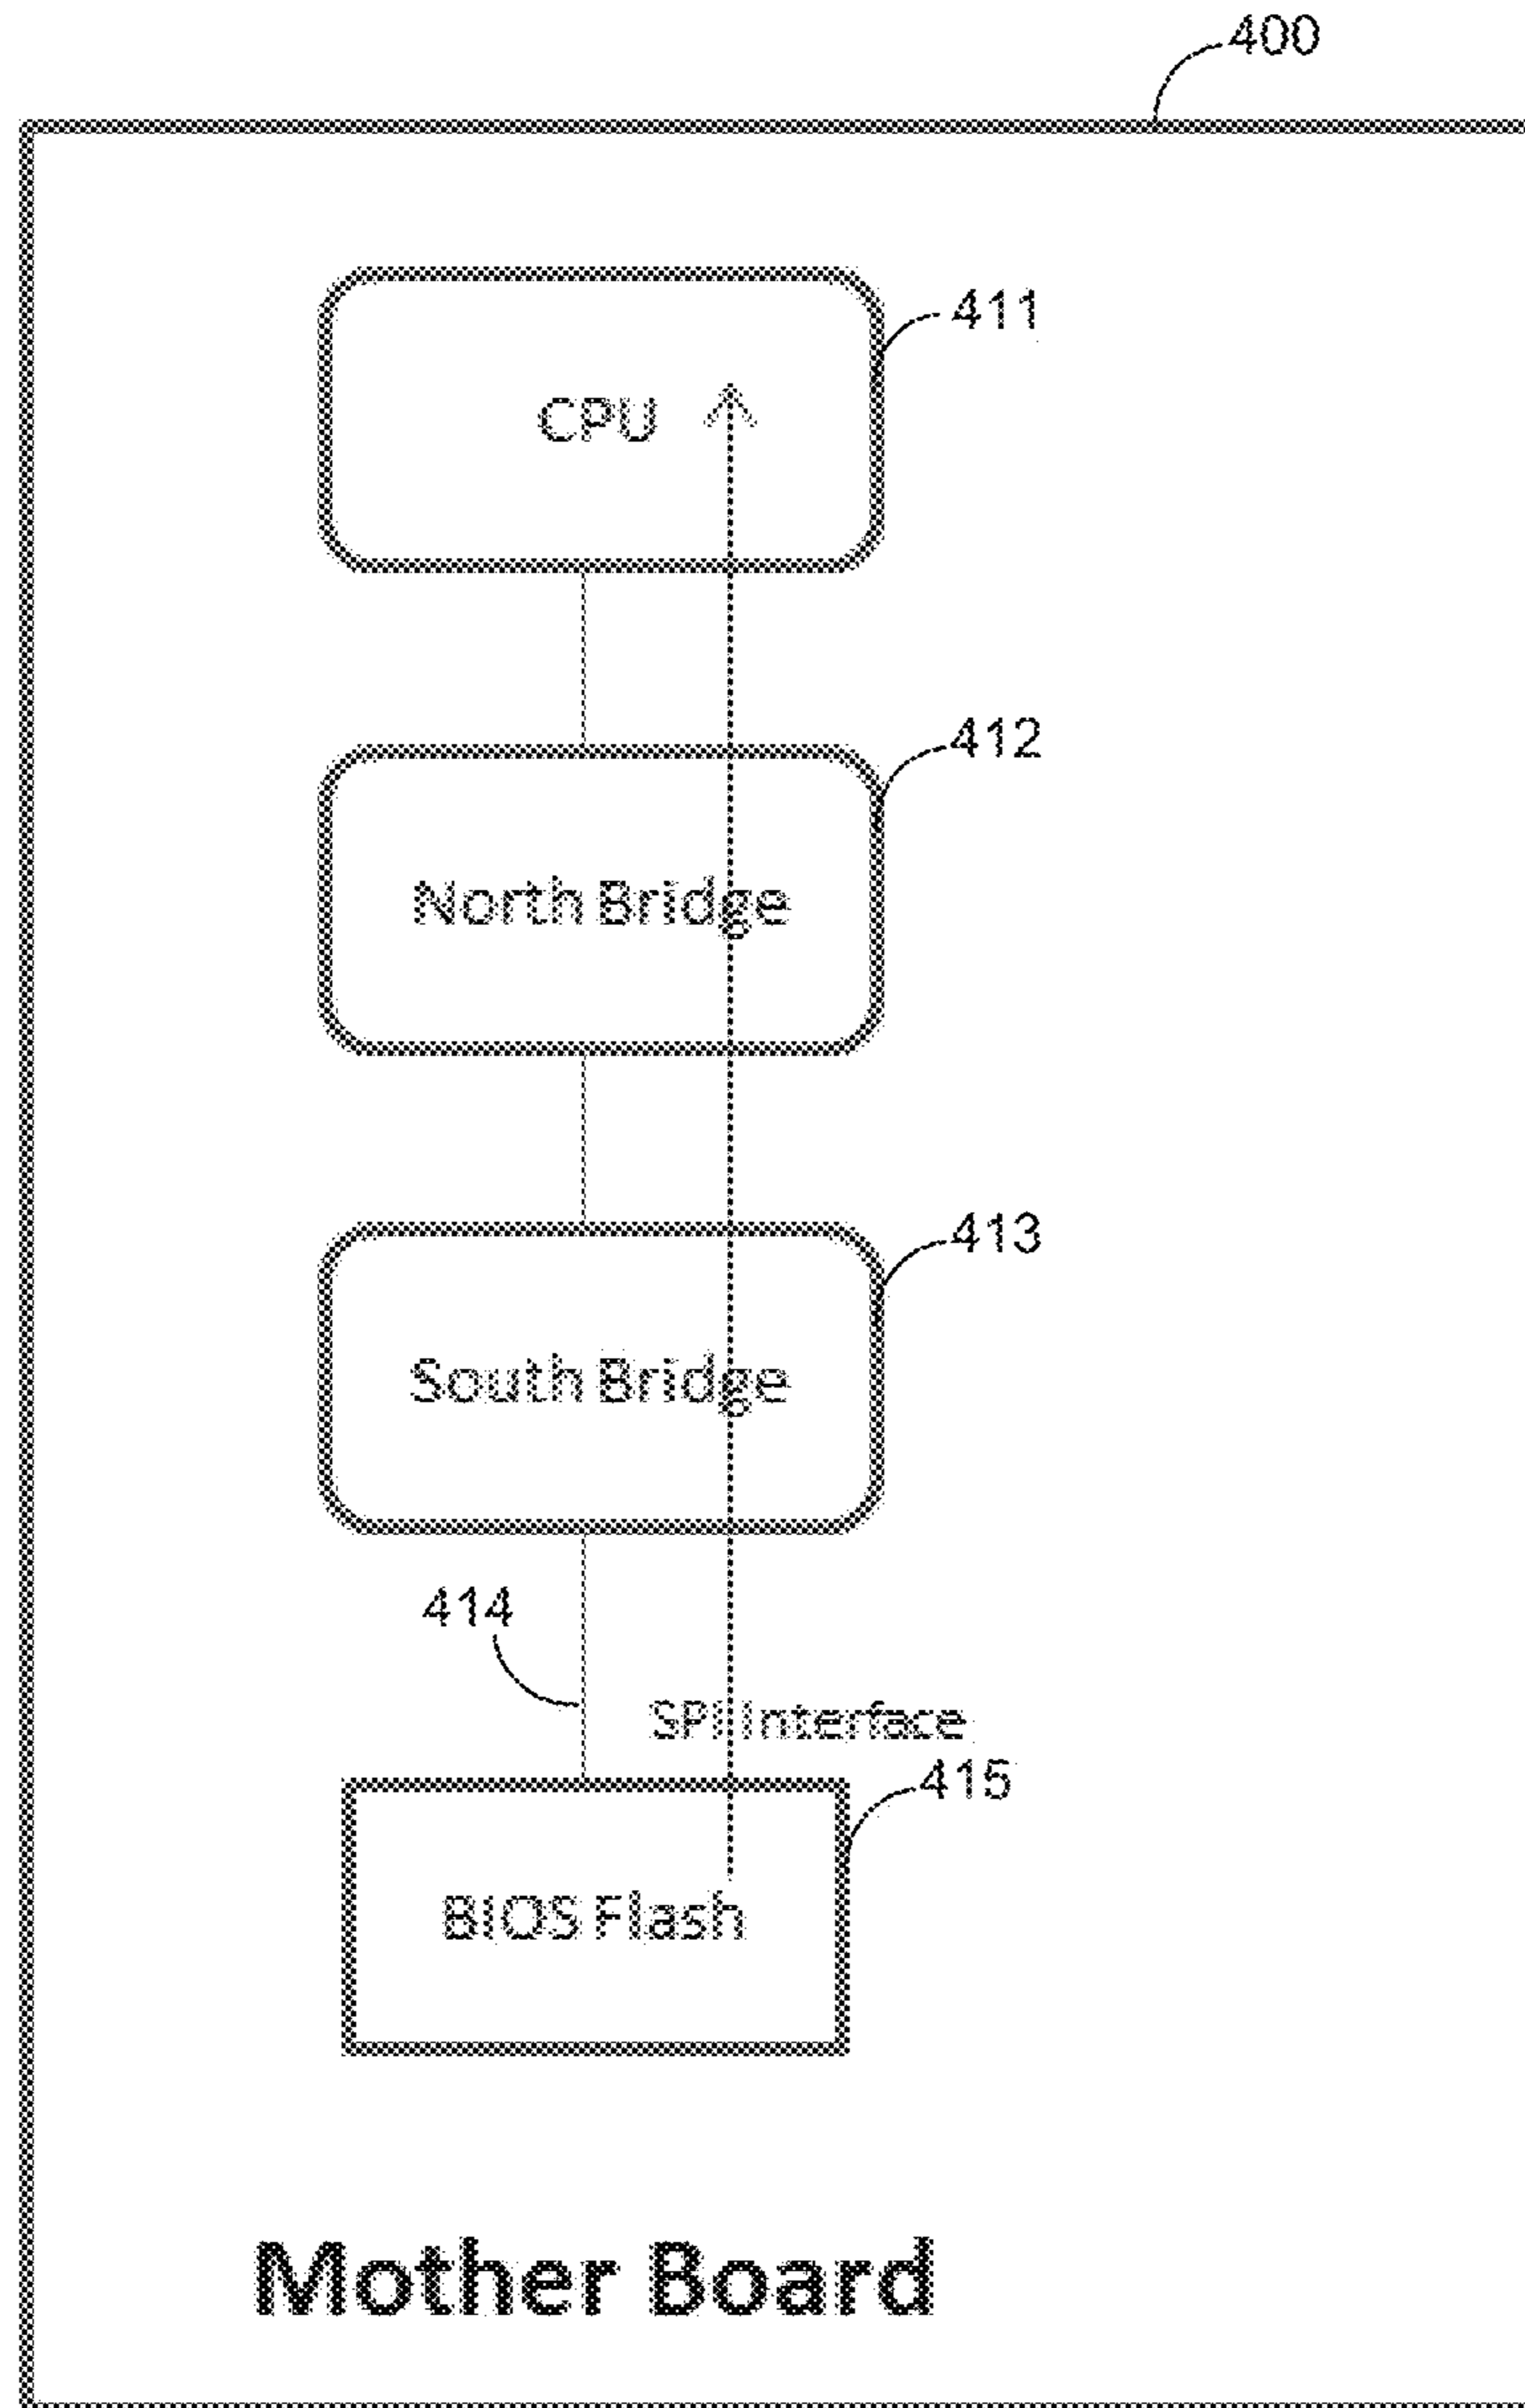 400
411
CPU
412
North Bridge
413
South Bridge
414
SPI Interface
415
BIOS Flash
Mother Board